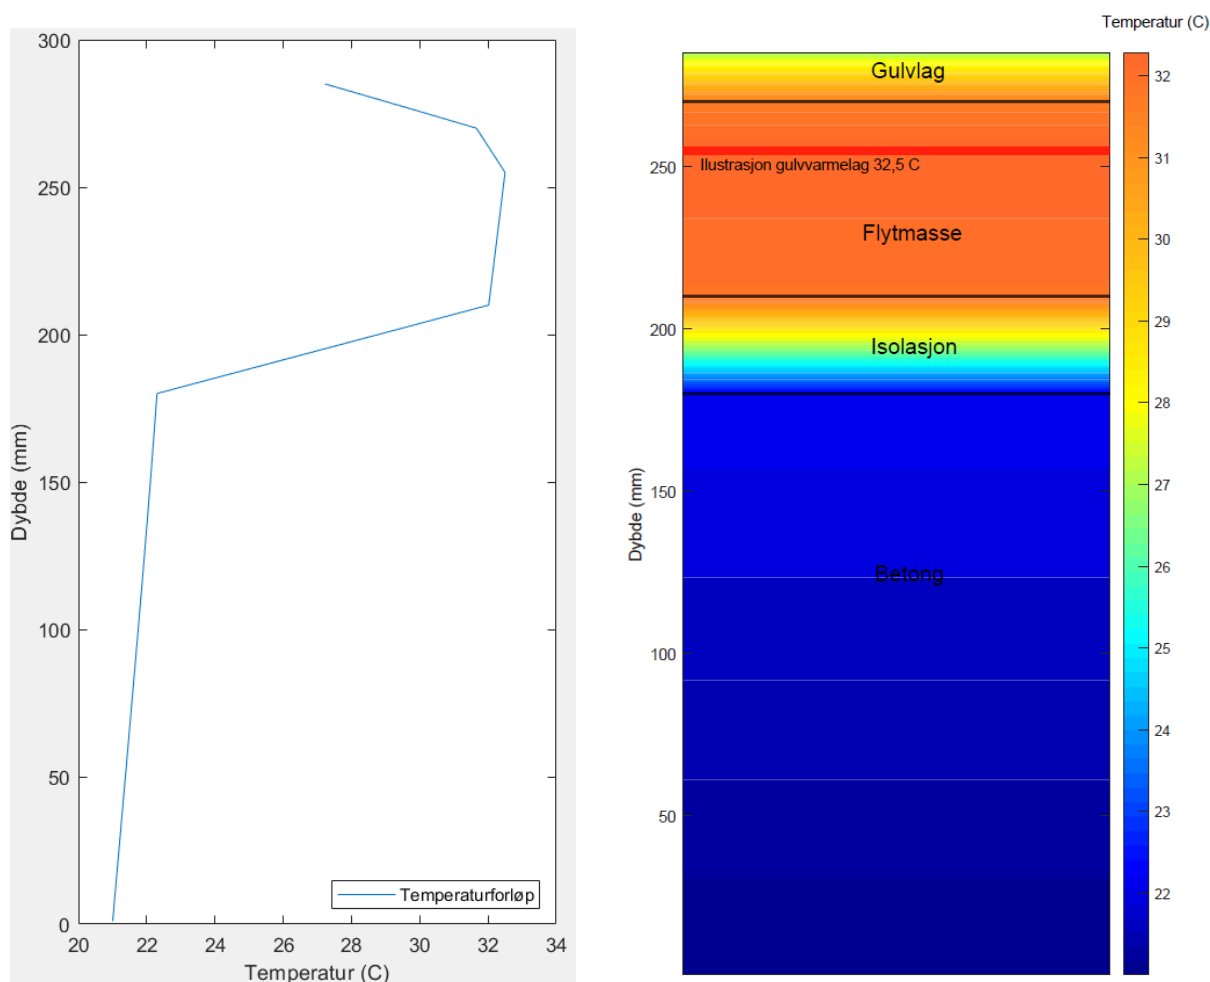 300
250
200
150
100
50
0
Dybde (mm)
20 22 24 26 28 30 32 34
Temperatur (C)
Temperaturforløp
Temperatur (C)
Gulvlag
Ilustrasjon gulvvarmelag 32,5 C
Flytmasse
Isolasjon
Betong
250
200
150
100
50
Dybde (mm)
32
31
30
29
28
27
26
25
24
23
22